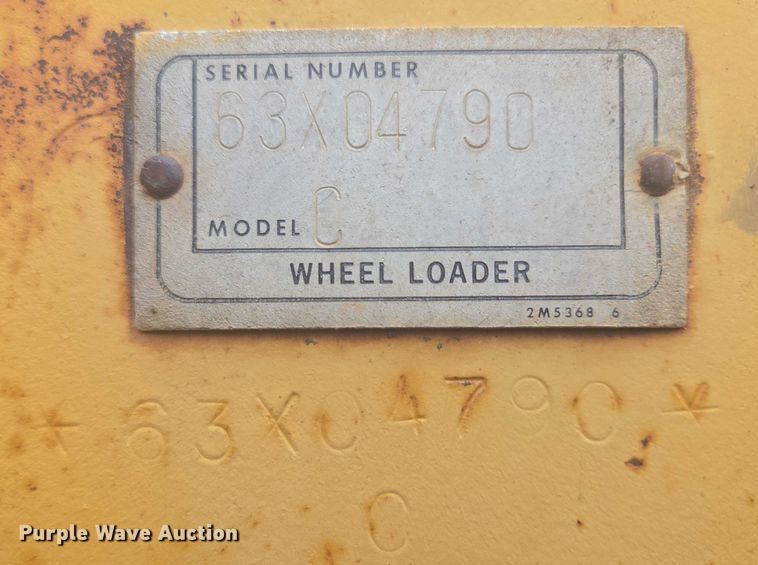 SERIAL NUMBER
63X04790
MODEL C
WHEEL LOADER
2M5368 6
* 63X04790 *
C
Purple Wave Auction